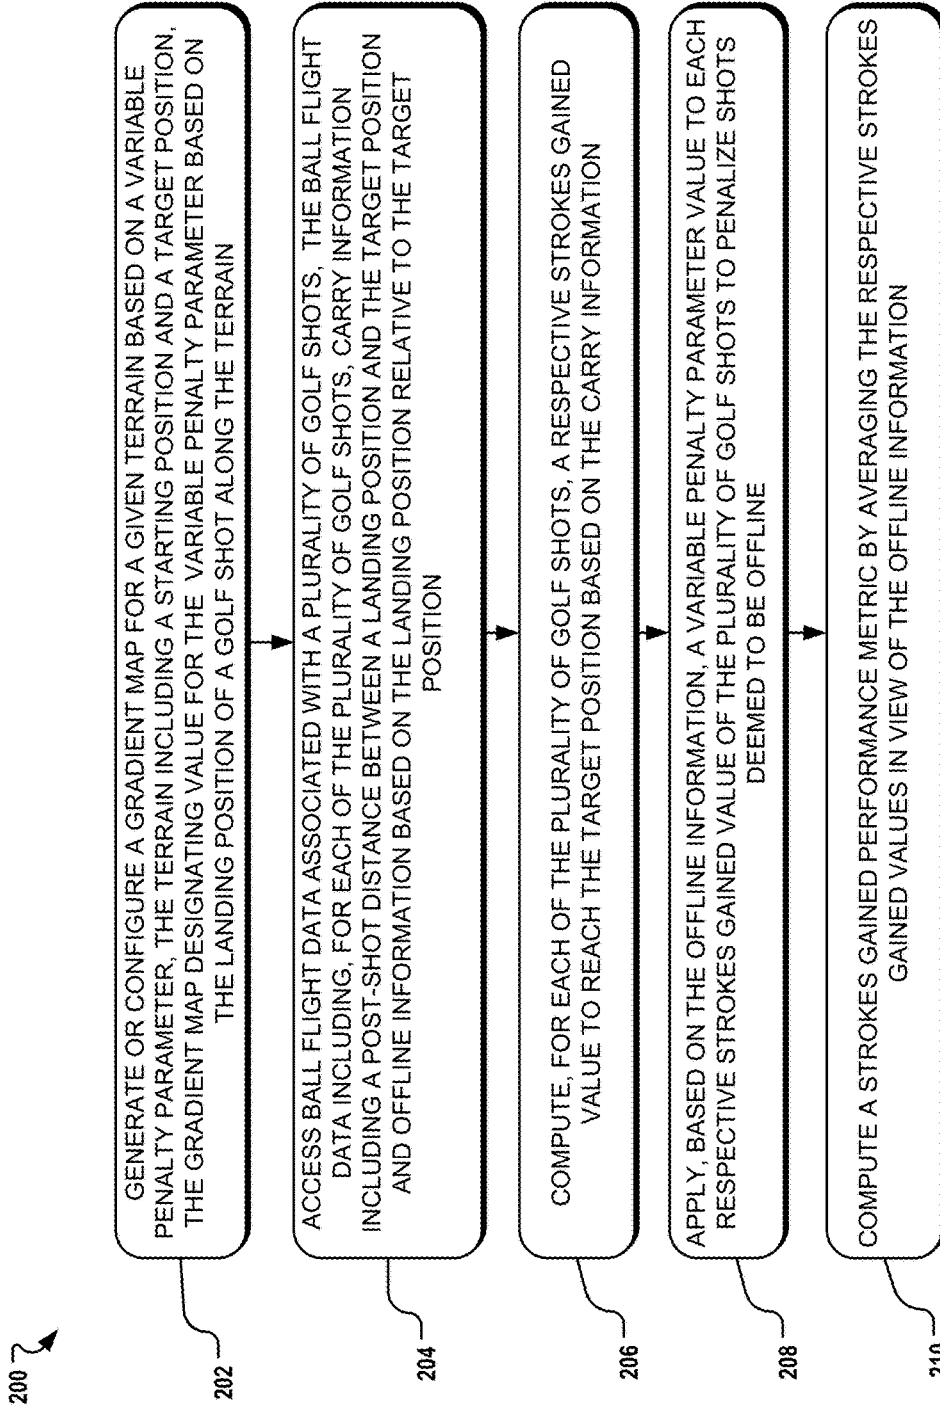 200
202
GENERATE OR CONFIGURE A GRADIENT MAP FOR A GIVEN TERRAIN BASED ON A VARIABLE
PENALTY PARAMETER, THE TERRAIN INCLUDING A STARTING POSITION AND A TARGET POSITION,
THE GRADIENT MAP DESIGNATING VALUE FOR THE VARIABLE PENALTY PARAMETER BASED ON
THE LANDING POSITION OF A GOLF SHOT ALONG THE TERRAIN
204
ACCESS BALL FLIGHT DATA ASSOCIATED WITH A PLURALITY OF GOLF SHOTS, THE BALL FLIGHT
DATA INCLUDING, FOR EACH OF THE PLURALITY OF GOLF SHOTS, CARRY INFORMATION
INCLUDING A POST-SHOT DISTANCE BETWEEN A LANDING POSITION AND THE TARGET POSITION
AND OFFLINE INFORMATION BASED ON THE LANDING POSITION RELATIVE TO THE TARGET
POSITION
206
COMPUTE, FOR EACH OF THE PLURALITY OF GOLF SHOTS, A RESPECTIVE STROKES GAINED
VALUE TO REACH THE TARGET POSITION BASED ON THE CARRY INFORMATION
208
APPLY, BASED ON THE OFFLINE INFORMATION, A VARIABLE PENALTY PARAMETER VALUE TO EACH
RESPECTIVE STROKES GAINED VALUE OF THE PLURALITY OF GOLF SHOTS TO PENALIZE SHOTS
DEEMED TO BE OFFLINE
210
COMPUTE A STROKES GAINED PERFORMANCE METRIC BY AVERAGING THE RESPECTIVE STROKES
GAINED VALUES IN VIEW OF THE OFFLINE INFORMATION